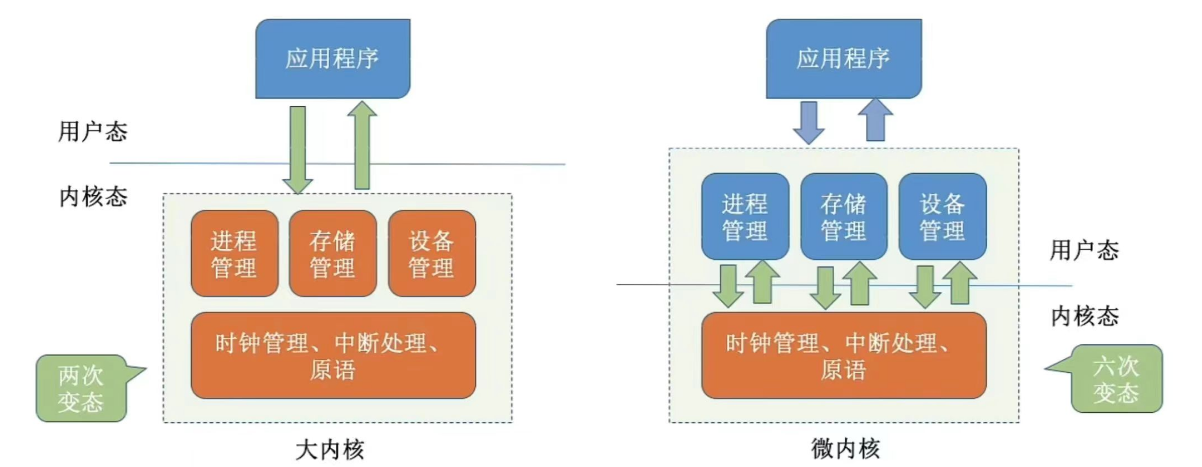 应用程序
用户态
内核态
进程
管理
存储
管理
设备
管理
时钟管理、中断处理、
原语
两次
变态
大内核
应用程序
进程
管理
存储
管理
设备
管理
用户态
内核态
时钟管理、中断处理、
原语
六次
变态
微内核